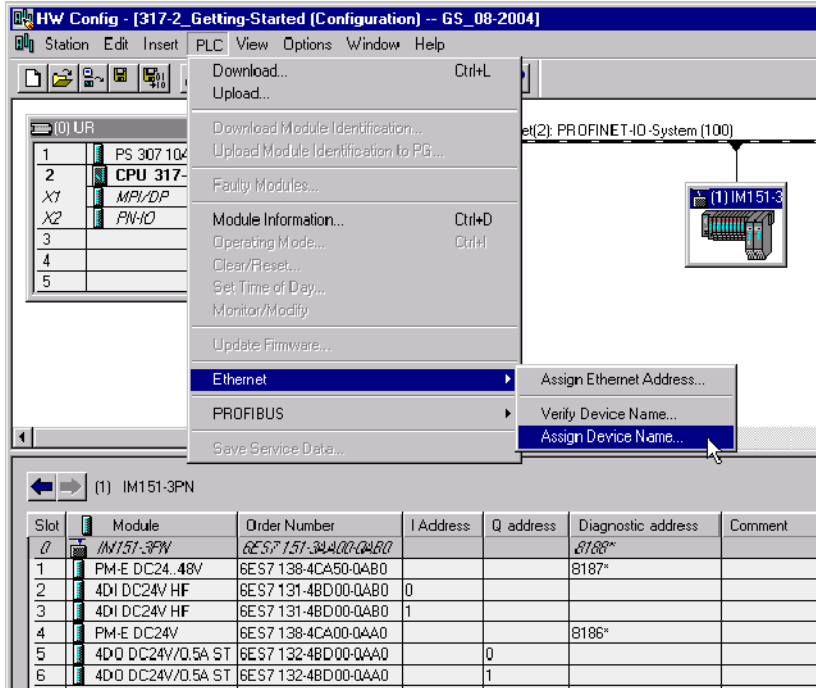 HW Config - [317-2_Getting-Started (Configuration) -- GS_08-2004]
Station Edit Insert PLC View Options Window Help
Download... Ctrl+L
Upload...
Download Module Identification...
Upload Module Identification to PG...
Faulty Modules...
Module Information... Ctrl+D
Operating Mode... Ctrl+I
Clear/Reset...
Set Time of Day...
Monitor/Modify
Update Firmware...
Ethernet
PROFIBUS
Save Service Data...
Assign Ethernet Address...
Verify Device Name...
Assign Device Name...
(0) UR
1 PS 307 10A
2 CPU 317-
X1 MPI/DP
X2 PN-IO
3
4
5
et(2): PROFINET-IO-System (100)
(1) IM151-3
(1) IM151-3PN
Slot Module Order Number I Address Q address Diagnostic address Comment
0 IM151-3PN 6ES7 151-3AA00-0AB0 8188*
1 PM-E DC24..48V 6ES7 138-4CA50-0AB0 8187*
2 4DI DC24V HF 6ES7 131-4BD00-0AB0 0
3 4DI DC24V HF 6ES7 131-4BD00-0AB0 1
4 PM-E DC24V 6ES7 138-4CA00-0AA0 8186*
5 4DO DC24V/0.5A ST 6ES7 132-4BD00-0AA0 0
6 4DO DC24V/0.5A ST 6ES7 132-4BD00-0AA0 1